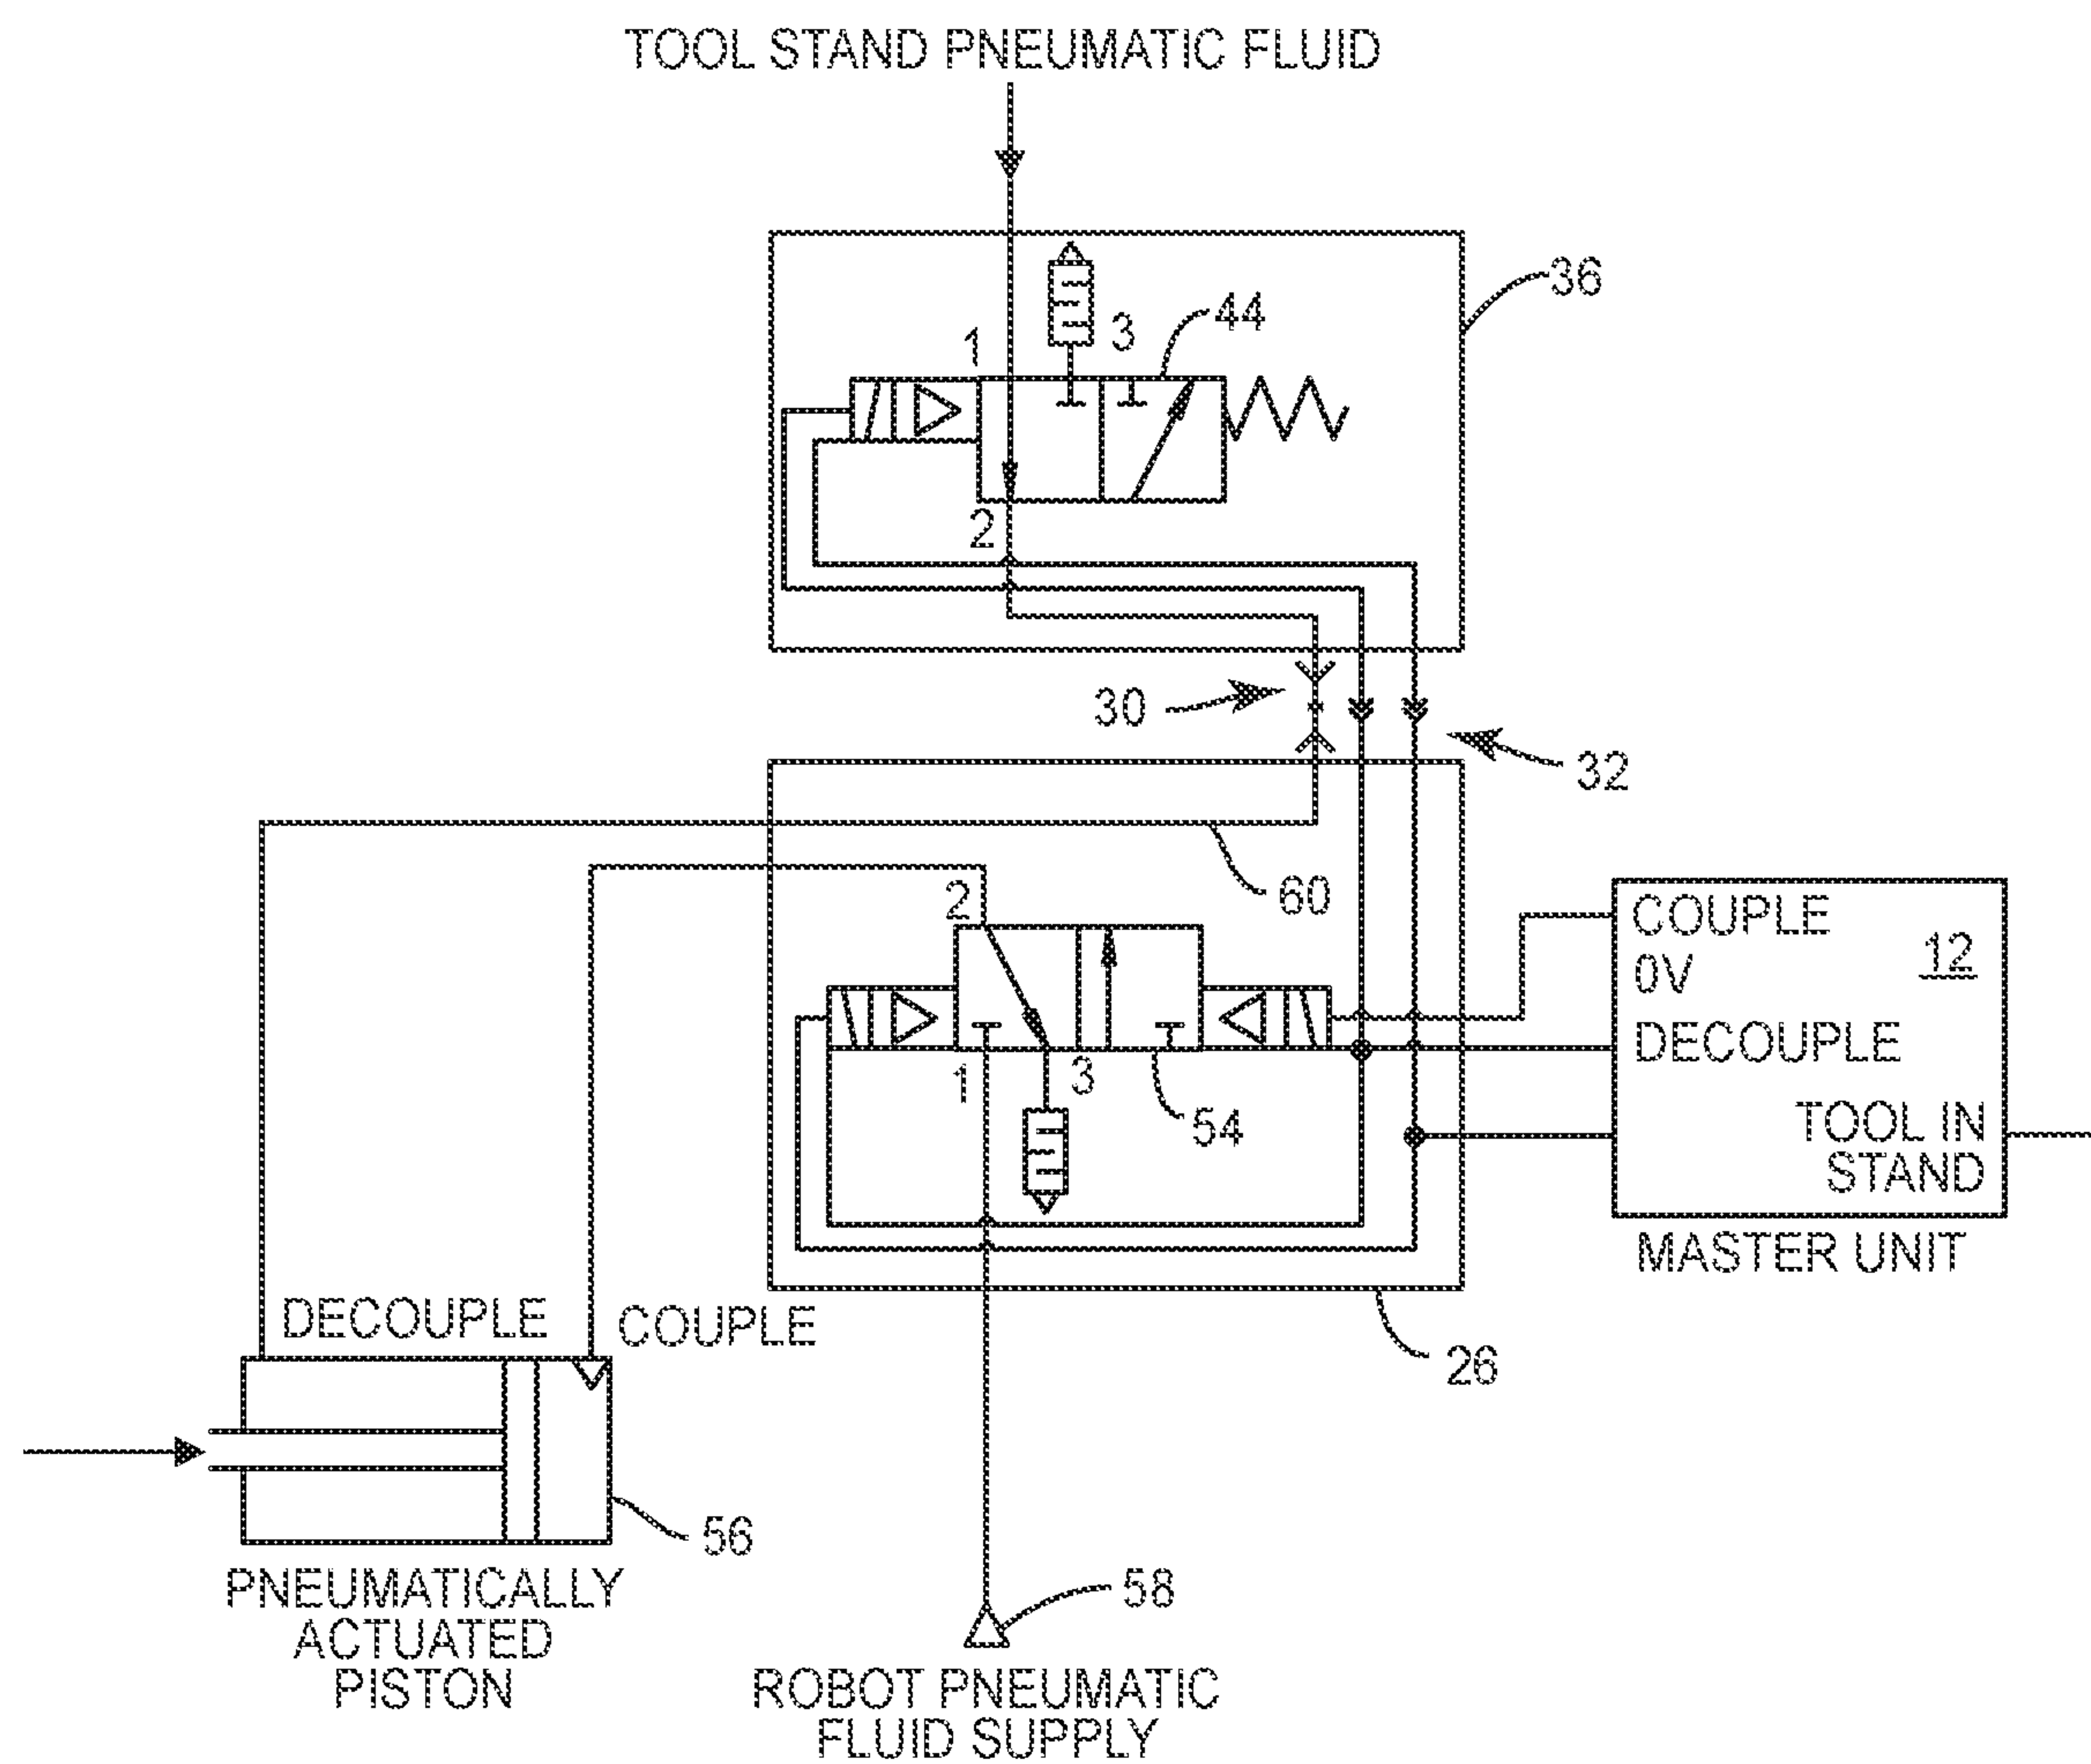 TOOL STAND PNEUMATIC FLUID
36
44
3
1
2
30
32
60
2
COUPLE
12
0V
DECOUPLE
1
3
54
TOOL IN
STAND
MASTER UNIT
DECOUPLE
COUPLE
26
56
PNEUMATICALLY
ACTUATED
PISTON
58
ROBOT PNEUMATIC
FLUID SUPPLY